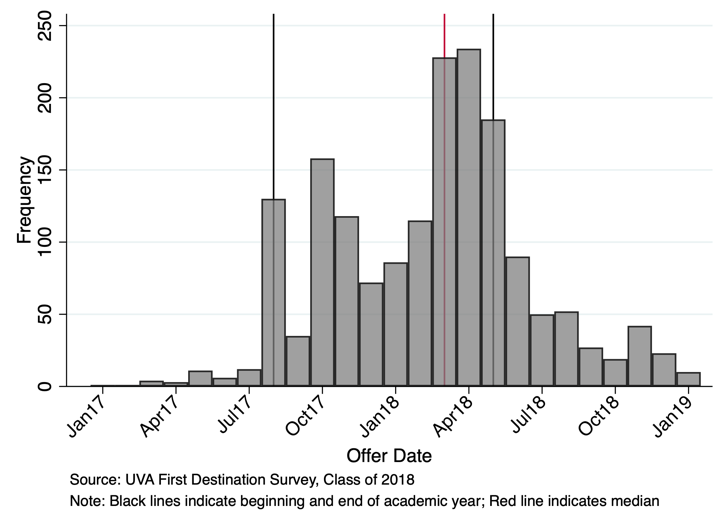 250
200
150
100
50
0
Frequency
Jan17
Apr17
Jul17
Oct17
Jan18
Apr18
Jul18
Oct18
Jan19
Offer Date
Source: UVA First Destination Survey, Class of 2018
Note: Black lines indicate beginning and end of academic year; Red line indicates median